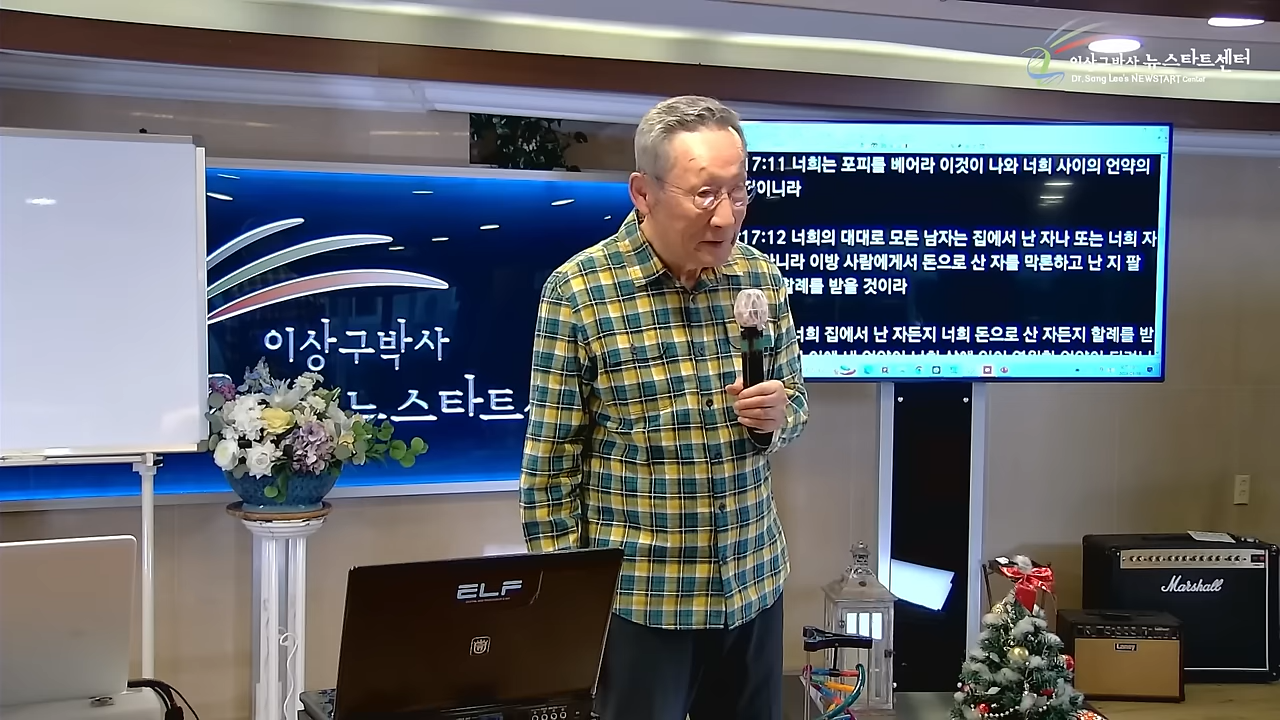 이상구박사 뉴스타트센터
Dr. Sang Lee's NEWSTART Center
17:11 너희는 포피를 베어라 이것이 나와 너희 사이의 언약의
이니라
17:12 너희의 대대로 모든 남자는 집에서 난 자나 또는 너희 자
아니라 이방 사람에게서 돈으로 산 자를 막론하고 난 지 팔
할례를 받을 것이라
너희 집에서 난 자든지 너희 돈으로 산 자든지 할례를 받
이상구박사
뉴스타트
ELF
Marshall
Laney